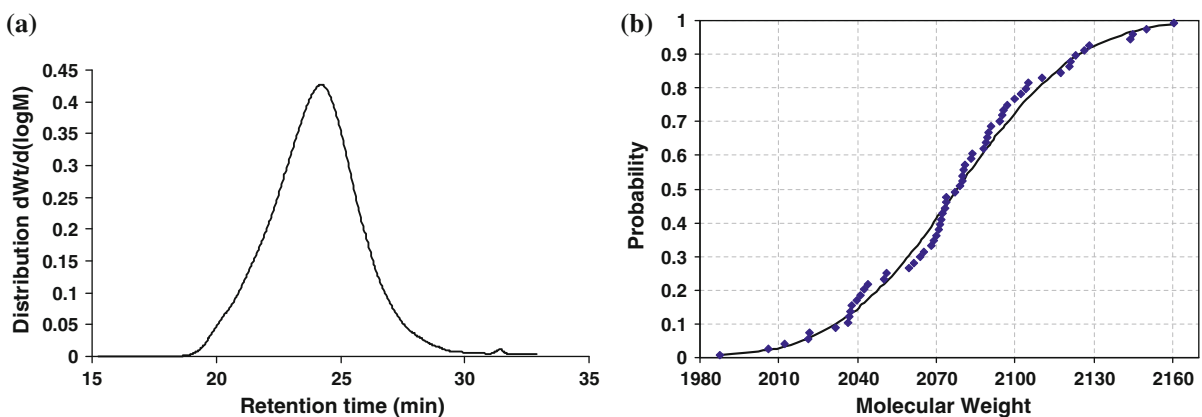 (a)
Distribution dWt/d(logM)
0.45
0.4
0.35
0.3
0.25
0.2
0.15
0.1
0.05
0
15 20 25 30 35
Retention time (min)
(b)
Probability
1
0.9
0.8
0.7
0.6
0.5
0.4
0.3
0.2
0.1
0
1980 2010 2040 2070 2100 2130 2160
Molecular Weight